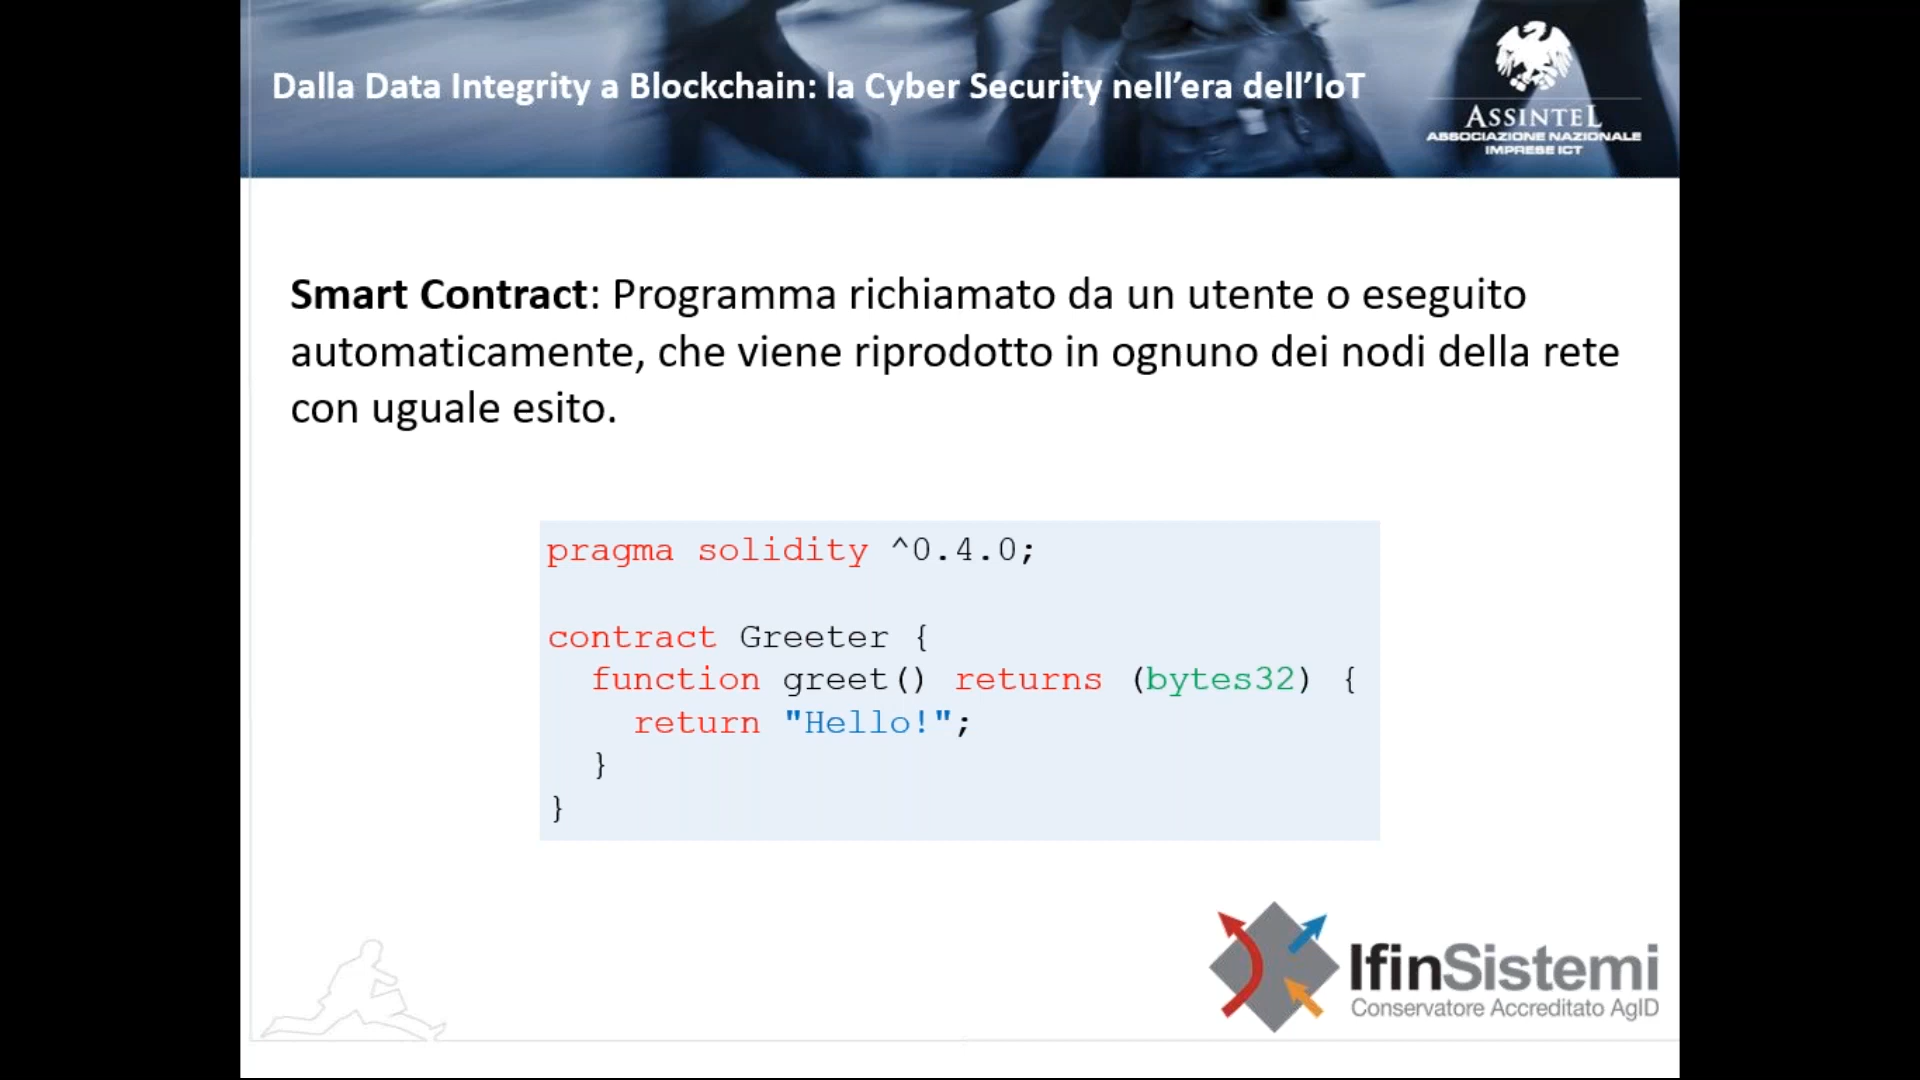 Dalla Data Integrity a Blockchain: la Cyber Security nell’era dell’IoT
ASSINTEL
ASSOCIAZIONE NAZIONALE
IMPRESE ICT
Smart Contract: Programma richiamato da un utente o eseguito
automaticamente, che viene riprodotto in ognuno dei nodi della rete
con uguale esito.
pragma solidity ^0.4.0;
contract Greeter {
  function greet() returns (bytes32) {
    return "Hello!";
  }
}
IfinSistemi
Conservatore Accreditato AgID